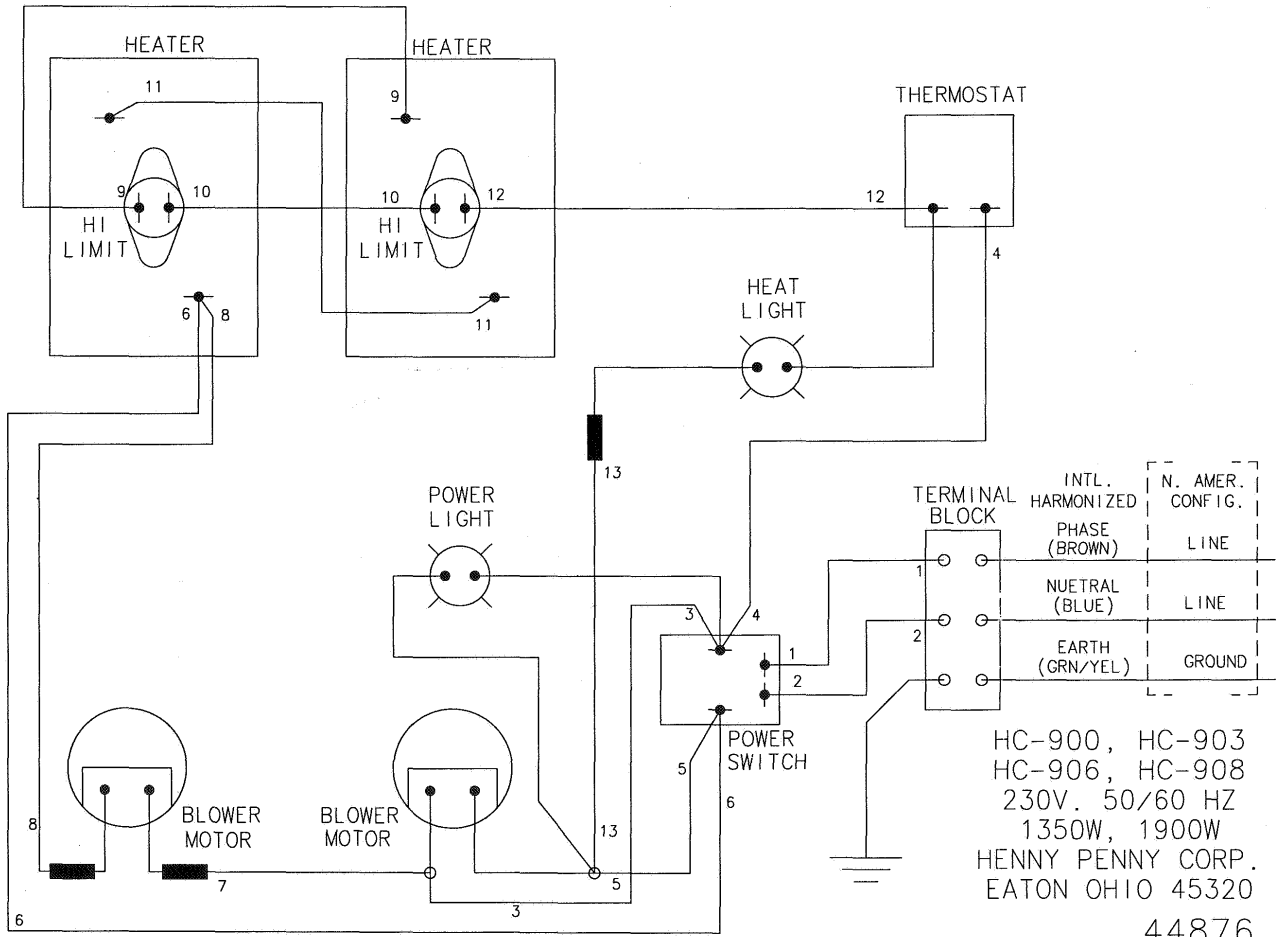 HEATER
HEATER
11
9
THERMOSTAT
9
10
10
12
12
HI
LIMIT
HI
LIMIT
4
6
8
11
HEAT
LIGHT
13
POWER
LIGHT
TERMINAL
BLOCK
INTL.
HARMONIZED
N. AMER.
CONFIG.
PHASE
(BROWN)
LINE
1
NUETRAL
(BLUE)
LINE
2
EARTH
(GRN/YEL)
GROUND
3
4
1
2
POWER
SWITCH
5
6
BLOWER
MOTOR
BLOWER
MOTOR
8
13
7
5
3
6
HC-900, HC-903
HC-906, HC-908
230V. 50/60 HZ
1350W, 1900W
HENNY PENNY CORP.
EATON OHIO 45320
44876